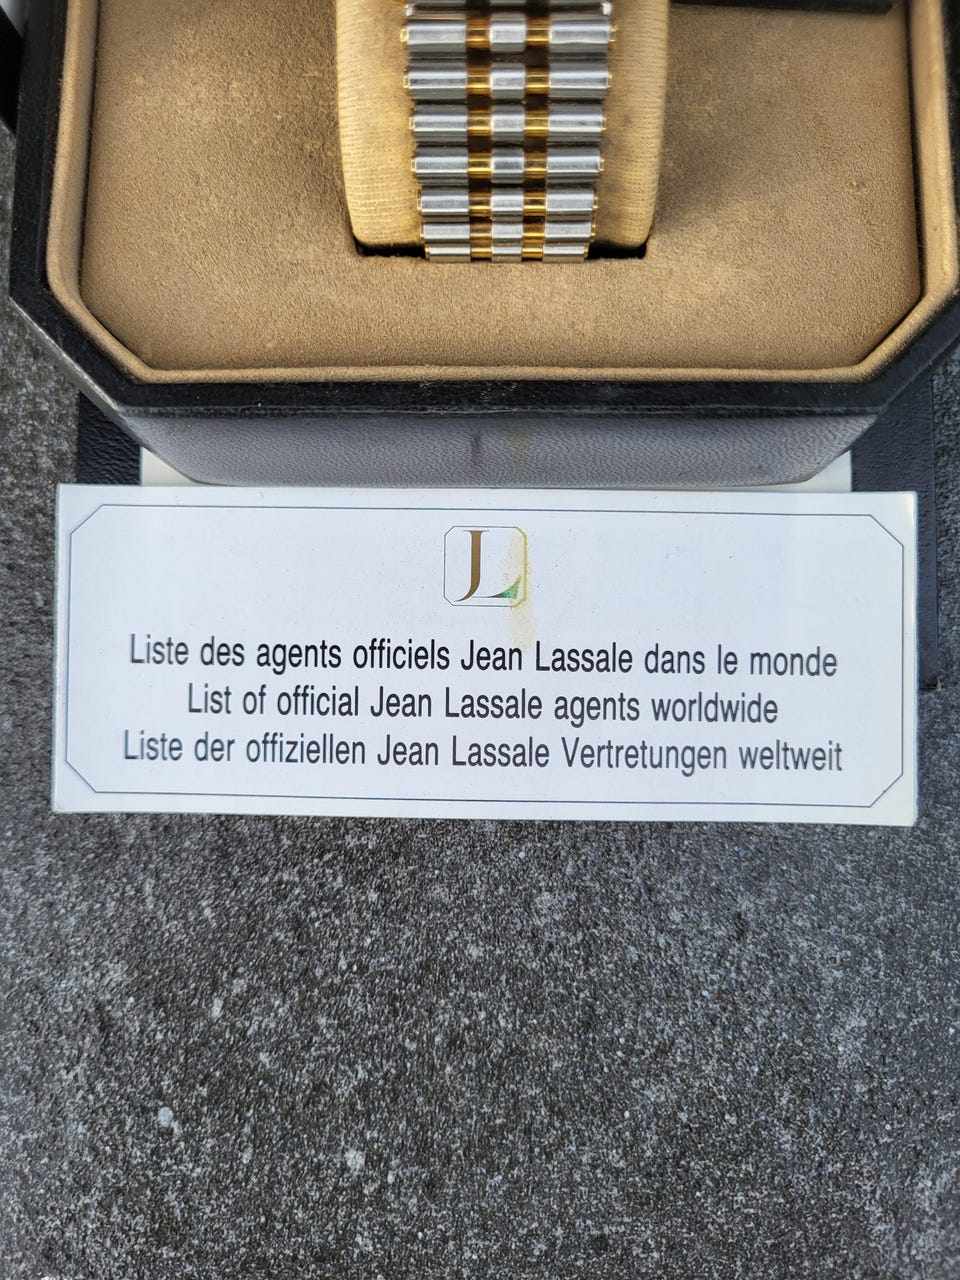 JL
Liste des agents officiels Jean Lassale dans le monde
List of official Jean Lassale agents worldwide
Liste der offiziellen Jean Lassale Vertretungen weltweit